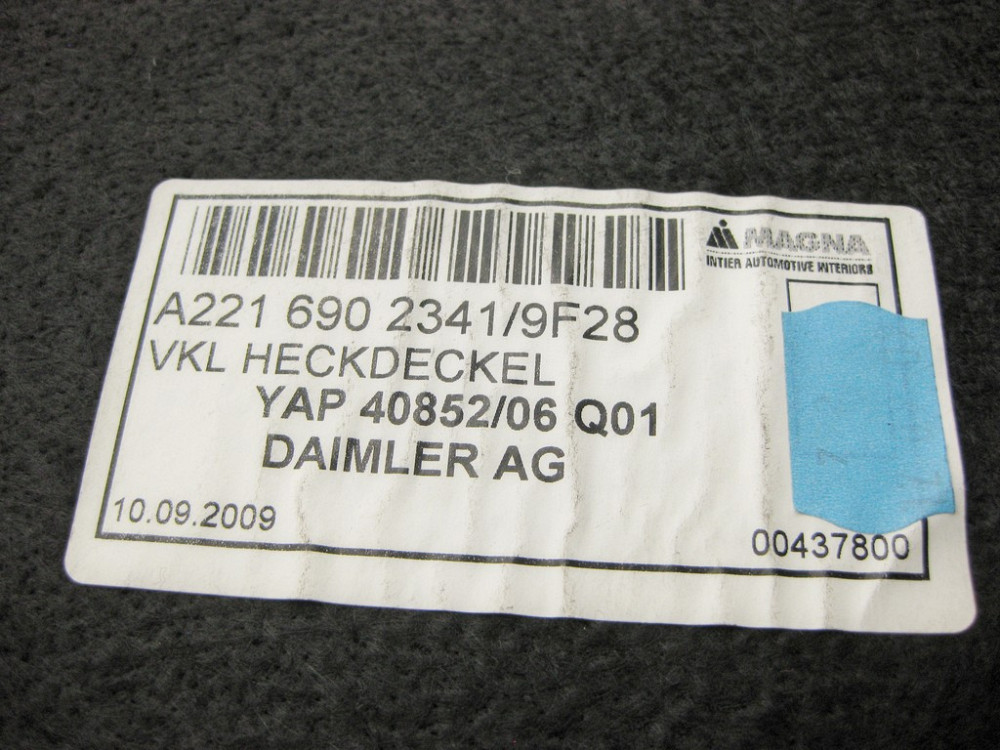 MAGNA
INTIER AUTOMOTIVE INTERIORS
A221 690 2341/9F28
VKL HECKDECKEL
YAP 40852/06 Q01
DAIMLER AG
10.09.2009
00437800